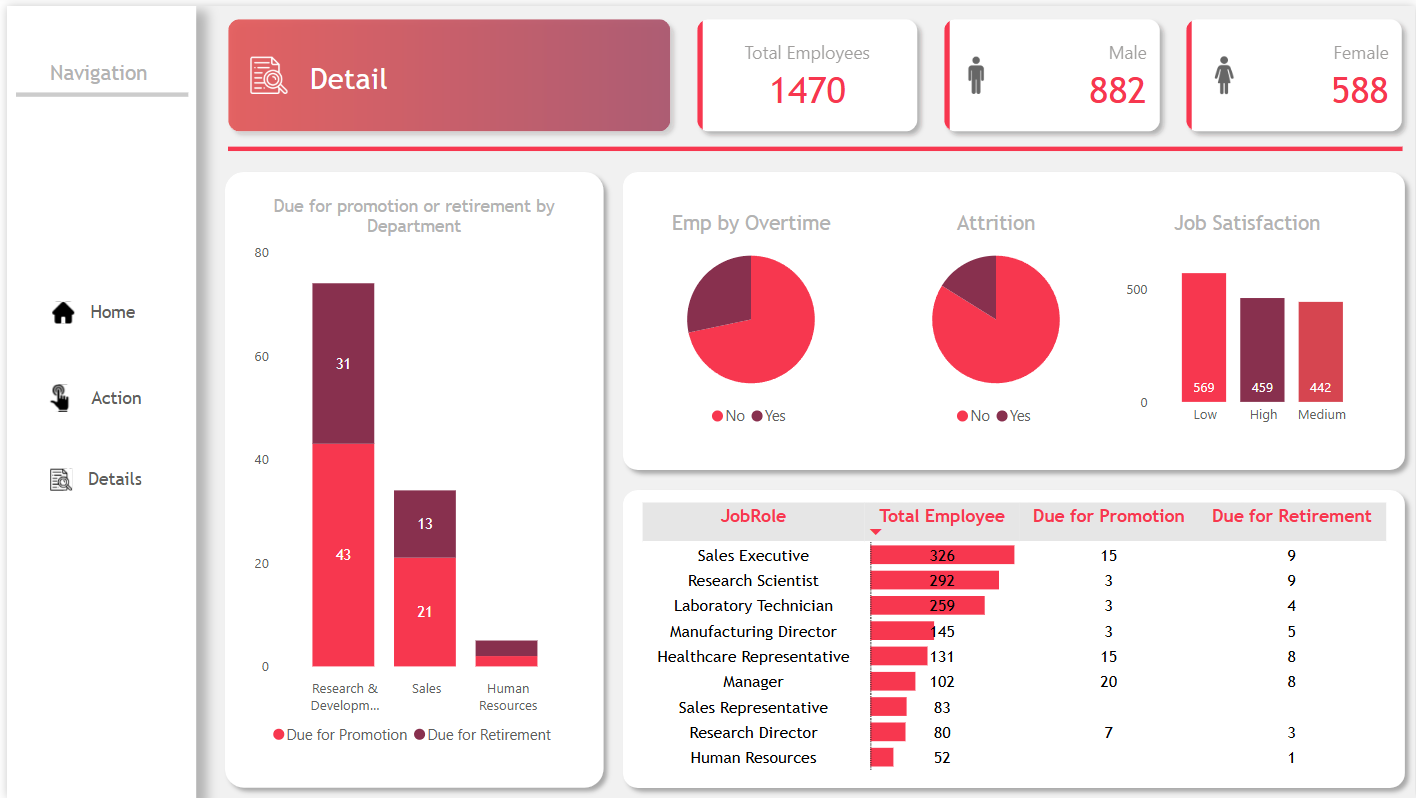 Navigation
Home
Action
Details
Detail
Total Employees
1470
Male
882
Female
588
Due for promotion or retirement by
Department
80
60
40
20
0
31
43
13
21
Research &
Developm...
Sales
Human
Resources
Due for Promotion
Due for Retirement
Emp by Overtime
No
Yes
Attrition
No
Yes
Job Satisfaction
500
0
569
459
442
Low
High
Medium
JobRole Total Employee Due for Promotion Due for Retirement
Sales Executive 326 15 9
Research Scientist 292 3 9
Laboratory Technician 259 3 4
Manufacturing Director 145 3 5
Healthcare Representative 131 15 8
Manager 102 20 8
Sales Representative 83
Research Director 80 7 3
Human Resources 52 1